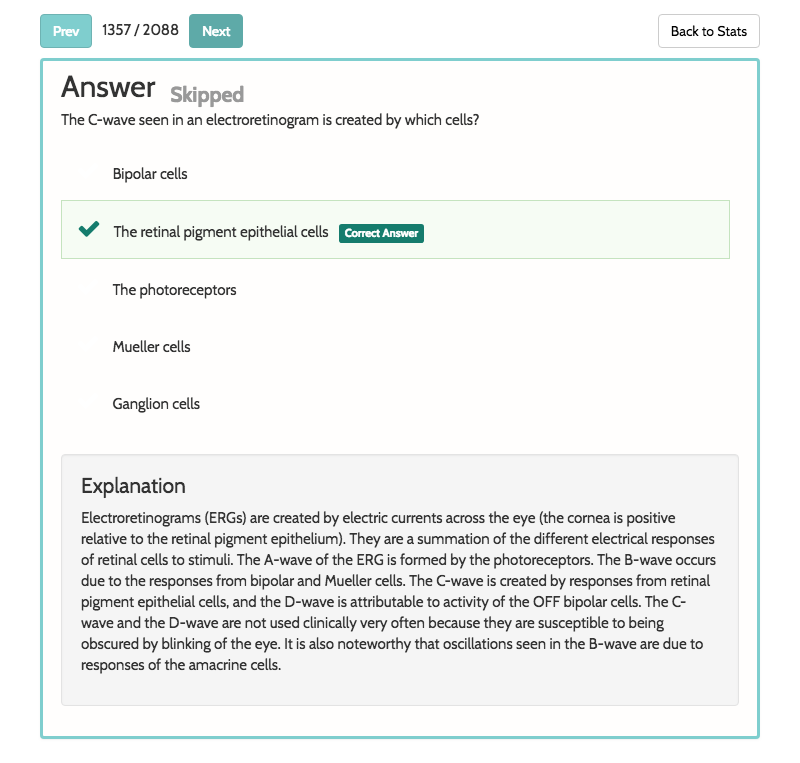 Prev 1357 / 2088 Next Back to Stats
Answer Skipped
The C-wave seen in an electroretinogram is created by which cells?
Bipolar cells
The retinal pigment epithelial cells Correct Answer
The photoreceptors
Mueller cells
Ganglion cells
Explanation
Electroretinograms (ERGs) are created by electric currents across the eye (the cornea is positive
relative to the retinal pigment epithelium). They are a summation of the different electrical responses
of retinal cells to stimuli. The A-wave of the ERG is formed by the photoreceptors. The B-wave occurs
due to the responses from bipolar and Mueller cells. The C-wave is created by responses from retinal
pigment epithelial cells, and the D-wave is attributable to activity of the OFF bipolar cells. The C-
wave and the D-wave are not used clinically very often because they are susceptible to being
obscured by blinking of the eye. It is also noteworthy that oscillations seen in the B-wave are due to
responses of the amacrine cells.